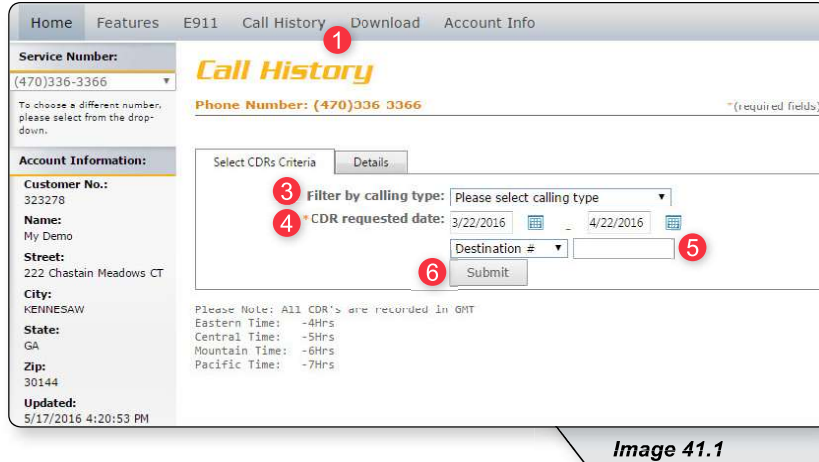 Home Features E911 Call History Download Account Info
1
Service Number:
(470)336-3366
To choose a different number,
please select from the drop-
down.
Account Information:
Customer No.:
323278
Name:
My Demo
Street:
222 Chastain Meadows CT
City:
KENNESAW
State:
GA
Zip:
30144
Updated:
5/17/2016 4:20:53 PM
Call History
Phone Number: (470)336 3366 *(required fields)
Select CDRs Criteria Details
3 Filter by calling type: Please select calling type
4 *CDR requested date: 3/22/2016 - 4/22/2016
Destination # 5
6 Submit
Please Note: All CDR's are recorded in GMT
Eastern Time: -4Hrs
Central Time: -5Hrs
Mountain Time: -6Hrs
Pacific Time: -7Hrs
Image 41.1